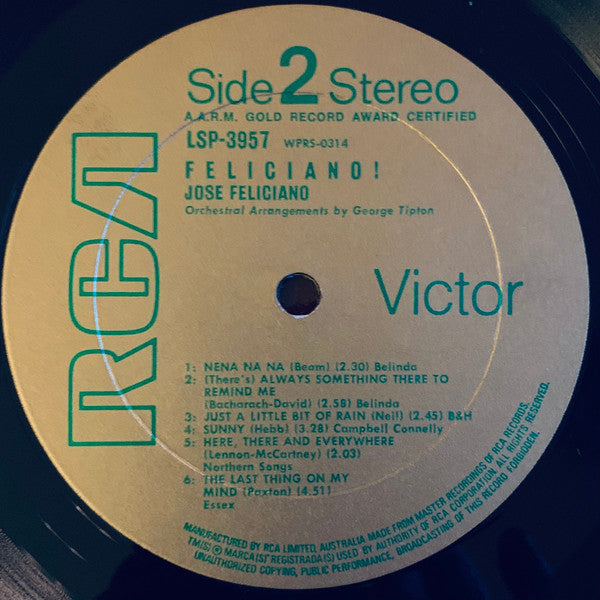 Side 2 Stereo
A.A.R.M. GOLD RECORD AWARD CERTIFIED
LSP-3957 WPRS-0314
FELICIANO!
JOSE FELICIANO
Orchestral Arrangements by George Tipton
RCA
Victor
1: NENA NA NA (Beam) (2.30) Belinda
2: (There's) ALWAYS SOMETHING THERE TO
REMIND ME
(Bacharach-David) (2.58) Belinda
3: JUST A LITTLE BIT OF RAIN (Neil) (2.45) B&H
4: SUNNY (Hebb) (3.28) Campbell Connelly
5: HERE, THERE AND EVERYWHERE
(Lennon-McCartney) (2.03)
Northern Songs
6: THE LAST THING ON MY
MIND (Paxton) (4.51)
Essex
MANUFACTURED BY RCA LIMITED, AUSTRALIA MADE FROM MASTER RECORDINGS OF RCA RECORDS.
TM(S) ® MARCA(S) REGISTRADA(S) USED BY AUTHORITY OF RCA CORPORATION. ALL RIGHTS RESERVED.
UNAUTHORIZED COPYING, PUBLIC PERFORMANCE, BROADCASTING OF THIS RECORD FORBIDDEN.